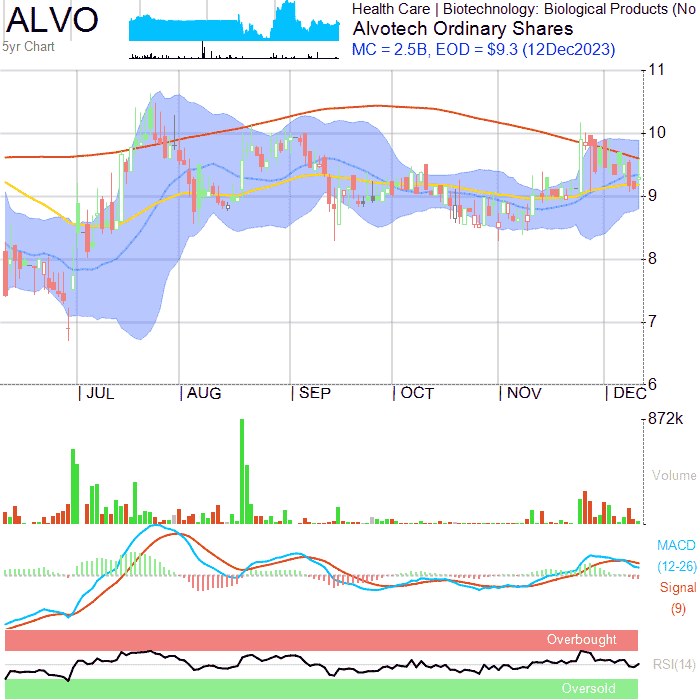 ALVO
5yr Chart
Health Care | Biotechnology: Biological Products (No
Alvotech Ordinary Shares
MC = 2.5B, EOD = $9.3 (12Dec2023)
11
10
9
8
7
6
| JUL | AUG | SEP | OCT | NOV | DEC
872k
Volume
MACD
(12-26)
Signal
(9)
Overbought
RSI(14)
Oversold